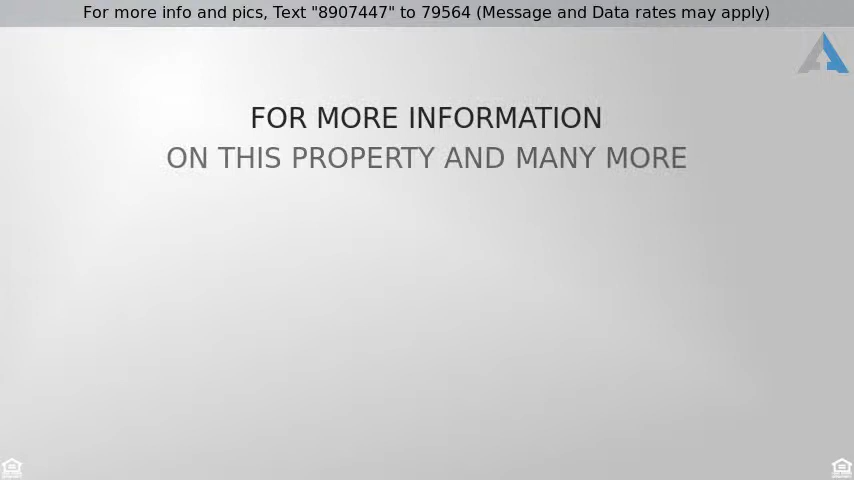 For more info and pics, Text "8907447" to 79564 (Message and Data rates may apply)
FOR MORE INFORMATION
ON THIS PROPERTY AND MANY MORE